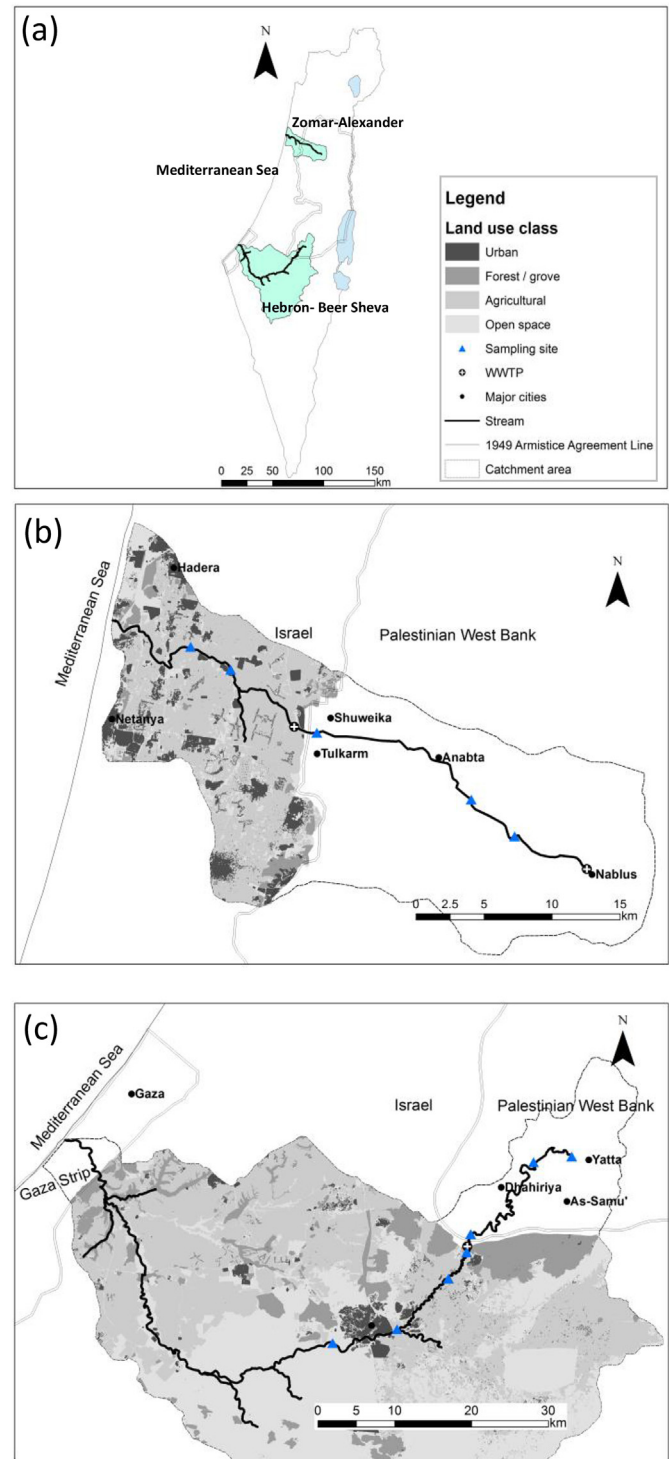 (a)
N
Zomar-Alexander
Mediterranean Sea
Hebron- Beer Sheva
0 25 50 100 150
km
Legend
Land use class
Urban
Forest / grove
Agricultural
Open space
Sampling site
WWTP
Major cities
Stream
1949 Armistice Agreement Line
Catchment area
(b)
N
Mediterranean Sea
Hadera
Israel
Palestinian West Bank
Netanya
Shuweika
Tulkarm
Anabta
Nablus
0 2.5 5 10 15
km
(c)
N
Mediterranean Sea
Gaza
Israel
Palestinian West Bank
Gaza Strip
Yatta
Dhahiriya
As-Samu'
0 5 10 20 30
km